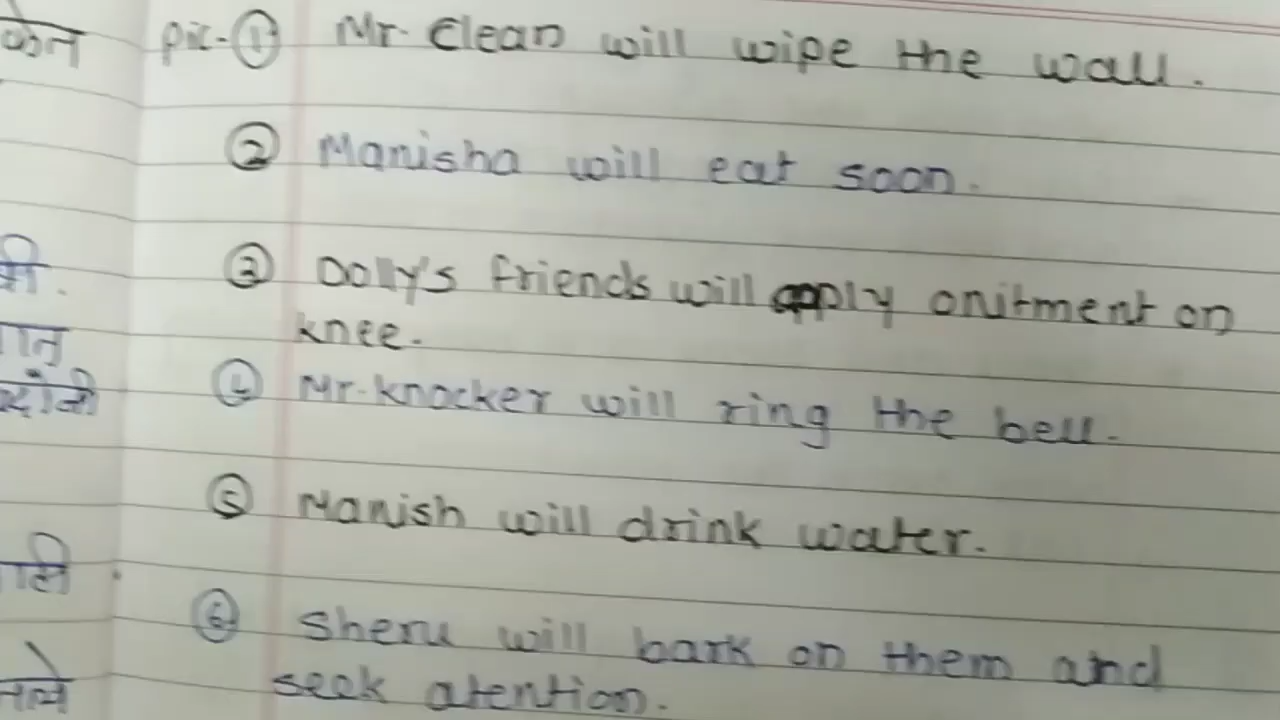 pic-① Mr. Clean will wipe the wall.
② Manisha will eat soon.
③ Dolly's friends will apply onitment on
knee.
④ Mr. knocker will ring the bell.
⑤ Manish will drink water.
⑥ Sheru will bark on them and
seek atention.